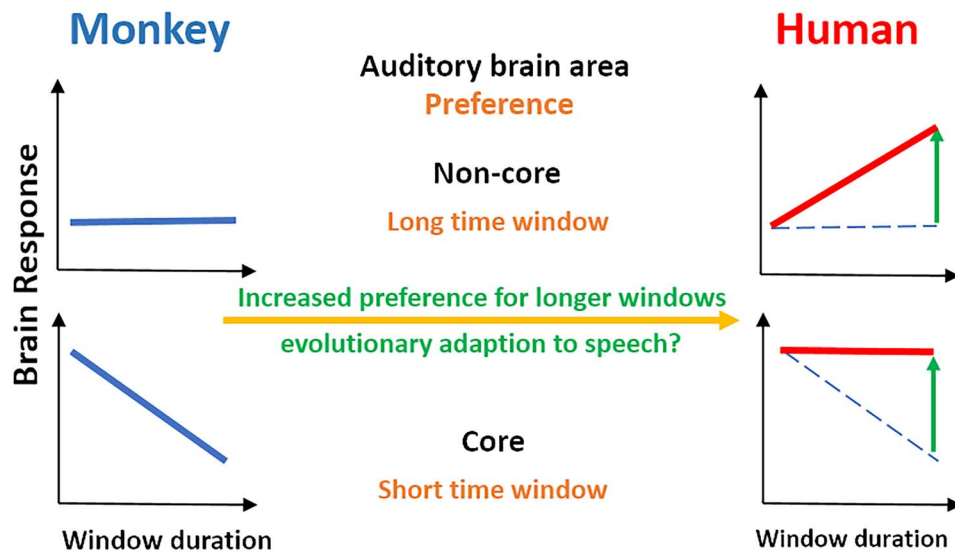 Monkey
Human
Auditory brain area
Preference
Non-core
Long time window
Brain Response
Increased preference for longer windows
evolutionary adaption to speech?
Core
Short time window
Window duration
Window duration